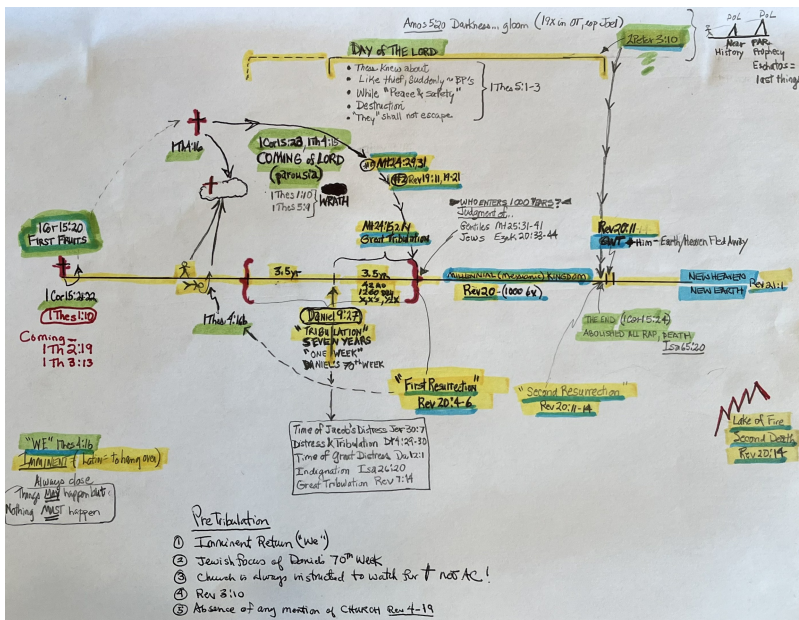 Amos 5:20 Darkness... gloom (19x in OT, esp Joel)
2Peter 3:10
DOL DOL
Near FAR
History Prophecy
Eschatos =
last things
DAY OF THE LORD
• These knew about
• Like thief, Suddenly ~ BP's
• While "Peace & safety"
• Destruction
• "They" shall not escape
1 Thes 5:1-3
1Th 4:16
1 Cor 15:23, 1Th 4:15
COMING OF LORD
(parousia)
1 Thes 1:10
1 Thes 5:9
WRATH
#1 Mt 24:29,31
#2 Rev 19:11, 19-21
1 Cor 15:20
FIRST FRUITS
Mt 24:15,21
Great Tribulation
WHO ENTERS 1000 YEARS?
Judgment of...
Gentiles Mt 25:31-41
Jews Ezek 20:33-44
Rev 20:11
GWT → Him - Earth/Heaven Fled Away
3.5yr
3.5yr
42 mo
1260 day
MILLENNIAL (Messianic) KINGDOM
Rev 20 - (1000 6x)
NEW HEAVEN
NEW EARTH
Rev 21:1
1 Cor 15:21-22
1 Thes 1:10
Coming -
1 Th 2:19
1 Th 3:13
1 Thes 4:16
Daniel 9:27
"TRIBULATION"
SEVEN YEARS
"ONE WEEK"
DANIEL'S 70th WEEK
THE END (1 Cor 15:24)
ABOLISHED ALL RAP, DEATH
Isa 65:20
"First Resurrection"
Rev 20:4-6
"Second Resurrection"
Rev 20:11-14
Time of Jacob's Distress Jer 30:7
Distress & Tribulation Dt 4:29-30
Time of Great Distress Da 12:1
Indignation Isa 26:20
Great Tribulation Rev 7:14
Lake of Fire
Second Death
Rev 20:14
"WE" 1Thes 4:16
IMMINENT (Latin = to hang over)
Always close
Things MAY happen but
Nothing MUST happen
PreTribulation
① Imminent Return ("we")
② Jewish focus of Daniel's 70th Week
③ Church is always instructed to watch for † not AC!
④ Rev 3:10
⑤ Absence of any mention of CHURCH Rev 4-19